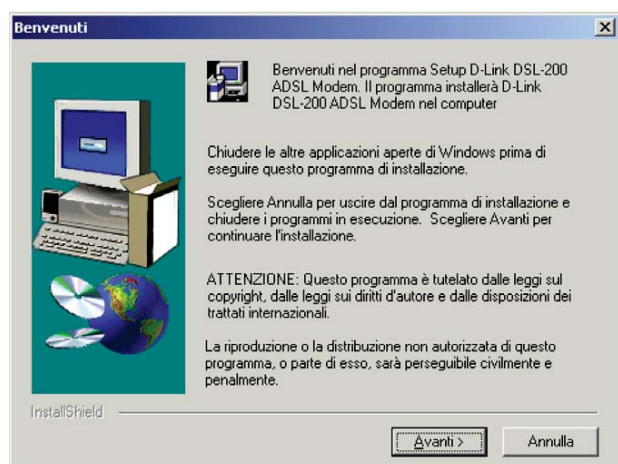 Benvenuti
Benvenuti nel programma Setup D-Link DSL-200
ADSL Modem. Il programma installerà D-Link
DSL-200 ADSL Modem nel computer
Chiudere le altre applicazioni aperte di Windows prima di
eseguire questo programma di installazione.
Scegliere Annulla per uscire dal programma di installazione e
chiudere i programmi in esecuzione. Scegliere Avanti per
continuare l'installazione.
ATTENZIONE: Questo programma è tutelato dalle leggi sul
copyright, dalle leggi sui diritti d'autore e dalle disposizioni dei
trattati internazionali.
La riproduzione o la distribuzione non autorizzata di questo
programma, o parte di esso, sarà perseguibile civilmente e
penalmente.
InstallShield
Avanti >
Annulla